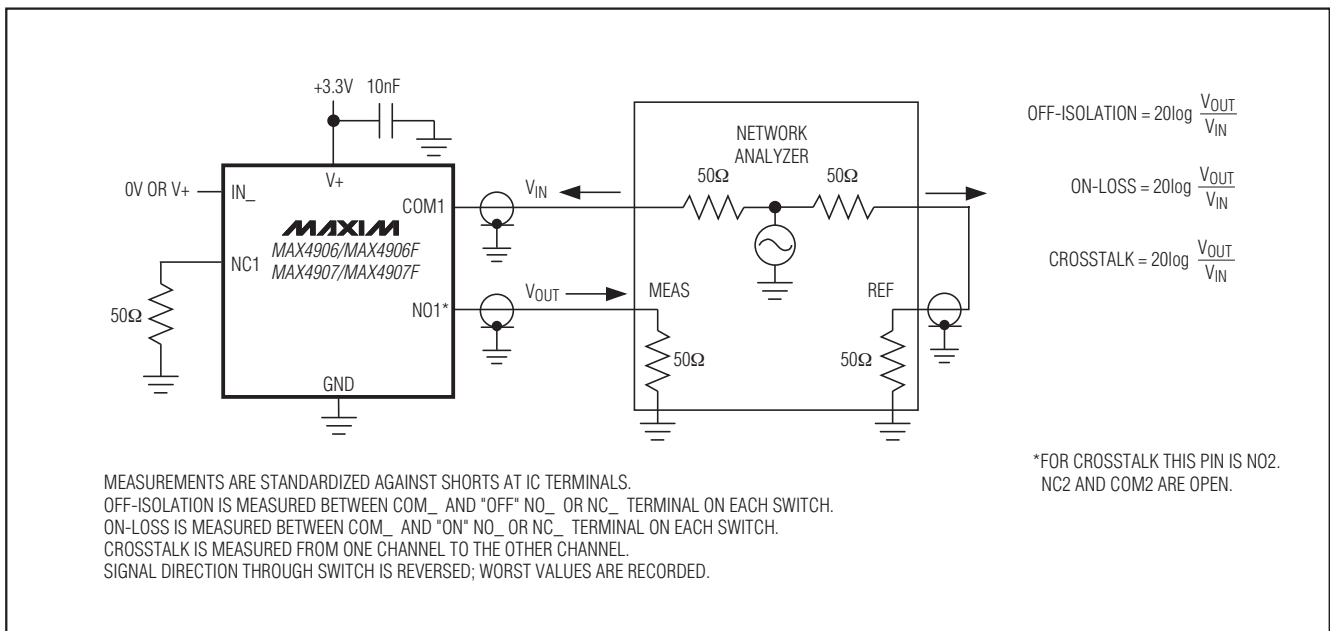 +3.3V 10nF
V+
0V OR V+
IN_
COM1
MAXIM
MAX4906/MAX4906F
MAX4907/MAX4907F
NC1
NO1*
50Ω
GND
VIN
VOUT
NETWORK
ANALYZER
50Ω 50Ω
MEAS REF
50Ω 50Ω
OFF-ISOLATION = 20log VOUT
VIN
ON-LOSS = 20log VOUT
VIN
CROSSTALK = 20log VOUT
VIN
MEASUREMENTS ARE STANDARDIZED AGAINST SHORTS AT IC TERMINALS.
OFF-ISOLATION IS MEASURED BETWEEN COM_ AND "OFF" NO_ OR NC_ TERMINAL ON EACH SWITCH.
ON-LOSS IS MEASURED BETWEEN COM_ AND "ON" NO_ OR NC_ TERMINAL ON EACH SWITCH.
CROSSTALK IS MEASURED FROM ONE CHANNEL TO THE OTHER CHANNEL.
SIGNAL DIRECTION THROUGH SWITCH IS REVERSED; WORST VALUES ARE RECORDED.
*FOR CROSSTALK THIS PIN IS NO2.
NC2 AND COM2 ARE OPEN.